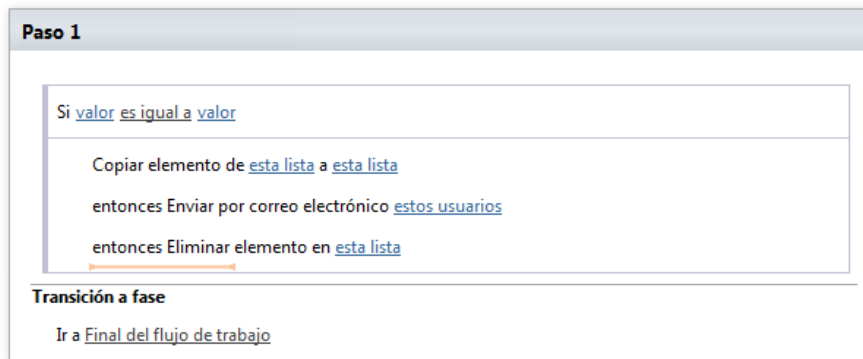 Paso 1
Si valor es igual a valor
Copiar elemento de esta lista a esta lista
entonces Enviar por correo electrónico estos usuarios
entonces Eliminar elemento en esta lista
Transición a fase
Ir a Final del flujo de trabajo